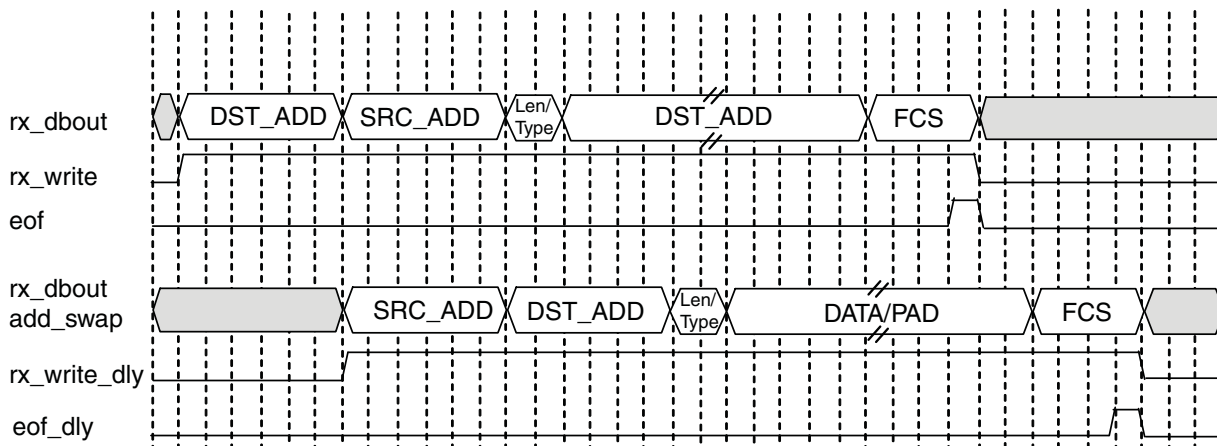 rx_dbout DST_ADD SRC_ADD Len/ Type DST_ADD FCS
rx_write
eof
rx_dbout add_swap SRC_ADD DST_ADD Len/ Type DATA/PAD FCS
rx_write_dly
eof_dly